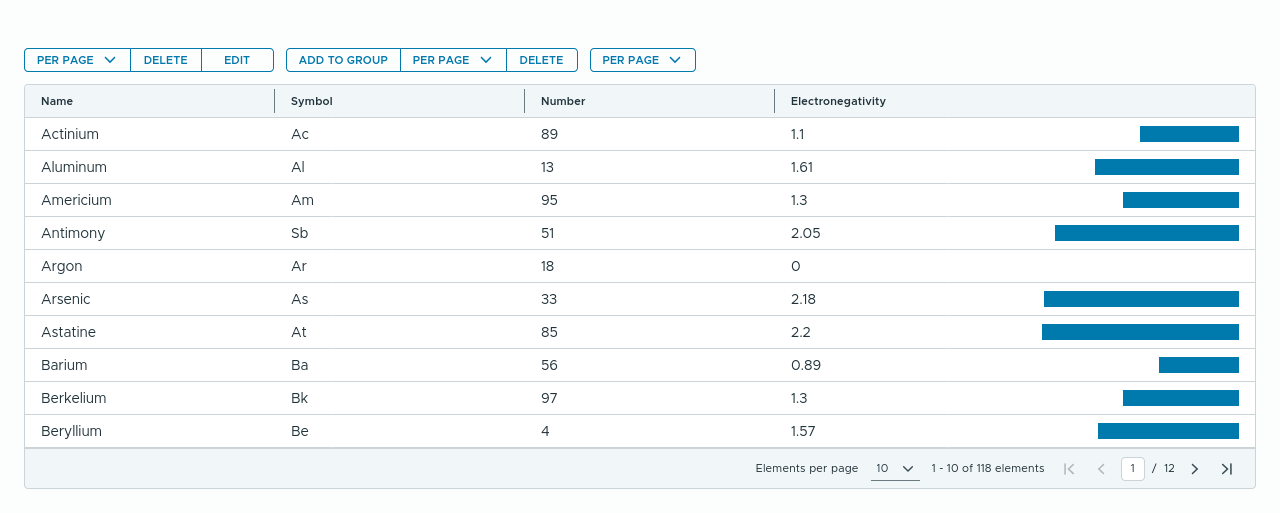 PER PAGE DELETE EDIT ADD TO GROUP PER PAGE DELETE PER PAGE
Name Symbol Number Electronegativity
Actinium Ac 89 1.1
Aluminum Al 13 1.61
Americium Am 95 1.3
Antimony Sb 51 2.05
Argon Ar 18 0
Arsenic As 33 2.18
Astatine At 85 2.2
Barium Ba 56 0.89
Berkelium Bk 97 1.3
Beryllium Be 4 1.57
Elements per page 10 1 - 10 of 118 elements 1 / 12